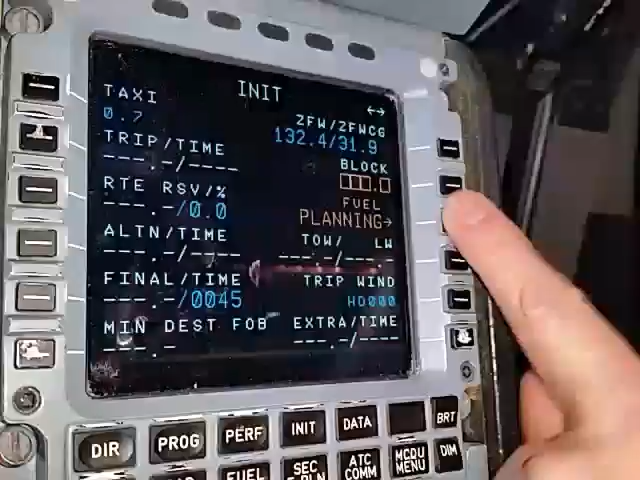 INIT
TAXI
↔
0.7
ZFW/ZFWCG
132.4/31.9
TRIP/TIME
---.-/----
BLOCK
RTE RSV/%
---.-/0.0
FUEL
PLANNING→
ALTN/TIME
---.-/----
TOW/ LW
---.-/---.-
FINAL/TIME
---.-/0045
TRIP WIND
HD000
MIN DEST FOB
---.-
EXTRA/TIME
---.-/----
DIR
PROG
PERF
INIT
DATA
BRT
FUEL
SEC
ATC
COMM
MCDU
MENU
DIM